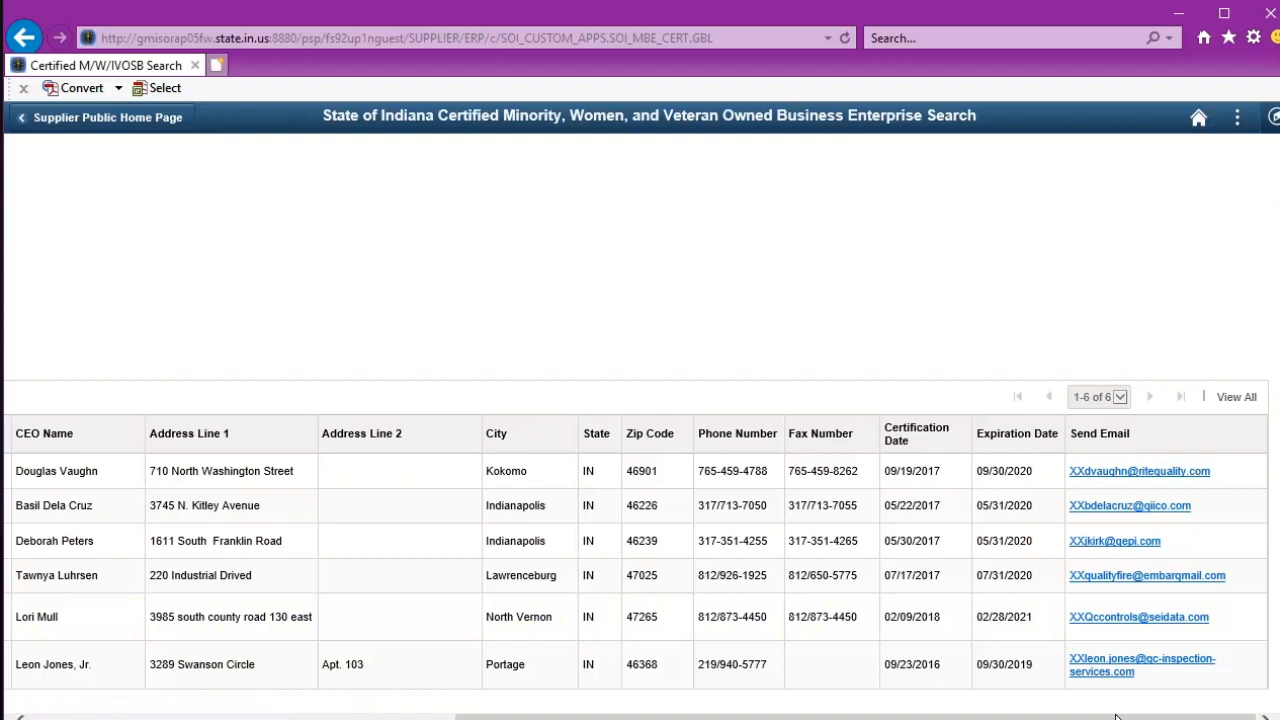 http://gmisorap05fw.state.in.us:8880/psp/fs92up1nguest/SUPPLIER/ERP/c/SOI_CUSTOM_APPS.SOI_MBE_CERT.GBL Search...
Certified M/W/IVOSB Search
Convert Select
Supplier Public Home Page State of Indiana Certified Minority, Women, and Veteran Owned Business Enterprise Search
1-6 of 6 View All
CEO Name Address Line 1 Address Line 2 City State Zip Code Phone Number Fax Number Certification Date Expiration Date Send Email
Douglas Vaughn 710 North Washington Street Kokomo IN 46901 765-459-4788 765-459-8262 09/19/2017 09/30/2020 XXdvaughn@ritequality.com
Basil Dela Cruz 3745 N. Kitley Avenue Indianapolis IN 46226 317/713-7050 317/713-7055 05/22/2017 05/31/2020 XXbdelacruz@qiico.com
Deborah Peters 1611 South Franklin Road Indianapolis IN 46239 317-351-4255 317-351-4265 05/30/2017 05/31/2020 XXjkirk@qepi.com
Tawnya Luhrsen 220 Industrial Drived Lawrenceburg IN 47025 812/926-1925 812/650-5775 07/17/2017 07/31/2020 XXqualityfire@embarqmail.com
Lori Mull 3985 south county road 130 east North Vernon IN 47265 812/873-4450 812/873-4450 02/09/2018 02/28/2021 XXQccontrols@seidata.com
Leon Jones, Jr. 3289 Swanson Circle Apt. 103 Portage IN 46368 219/940-5777 09/23/2016 09/30/2019 XXleon.jones@qc-inspection-
services.com